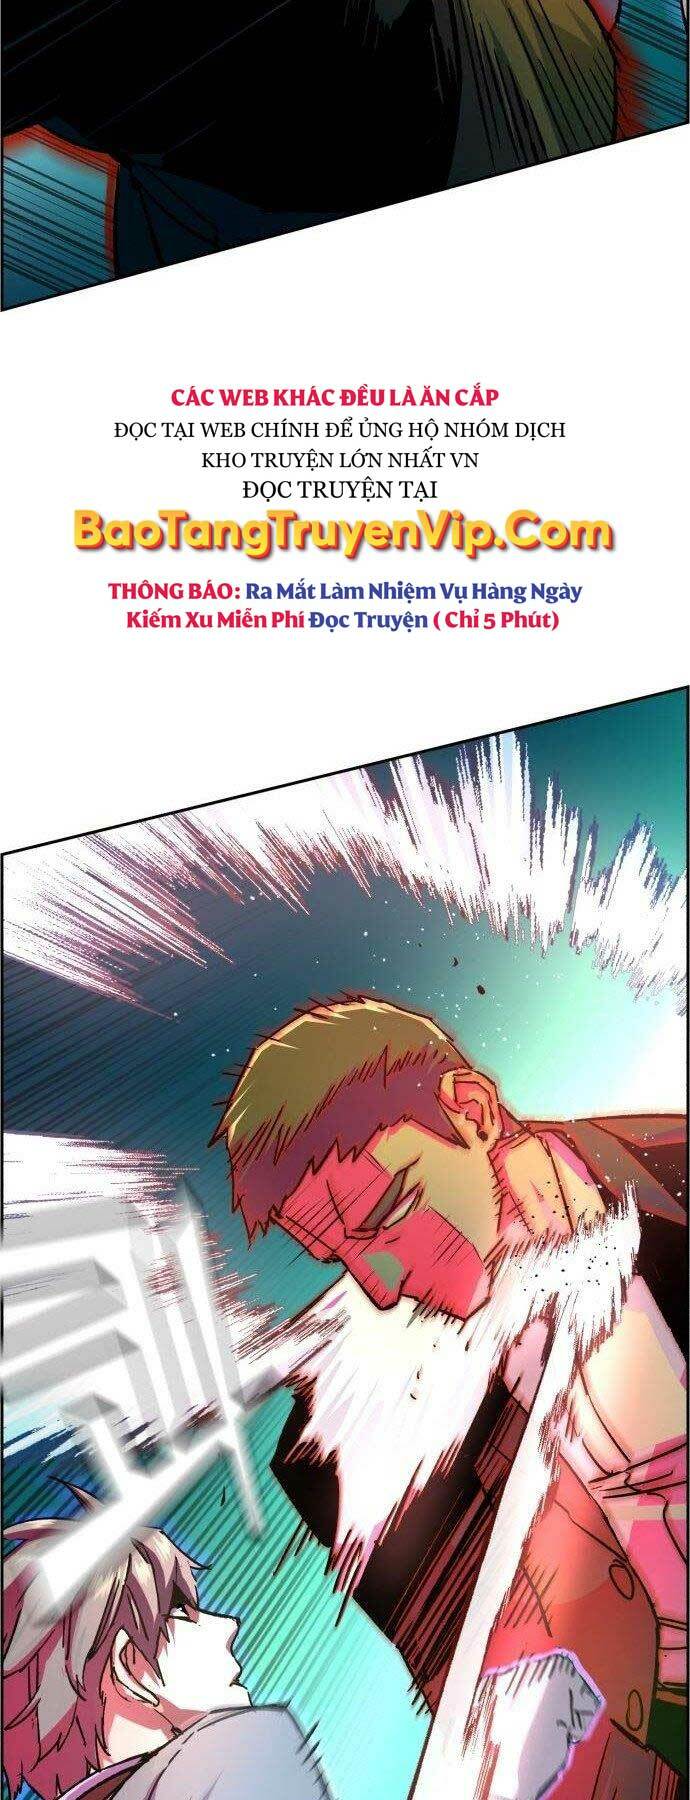 CÁC WEB KHÁC ĐỀU LÀ ĂN CẮP
ĐỌC TẠI WEB CHÍNH ĐỂ ỦNG HỘ NHÓM DỊCH
KHO TRUYỆN LỚN NHẤT VN
ĐỌC TRUYỆN TẠI
BaoTangTruyenVip.Com
THÔNG BÁO: Ra Mắt Làm Nhiệm Vụ Hàng Ngày
Kiếm Xu Miễn Phí Đọc Truyện ( Chỉ 5 Phút)